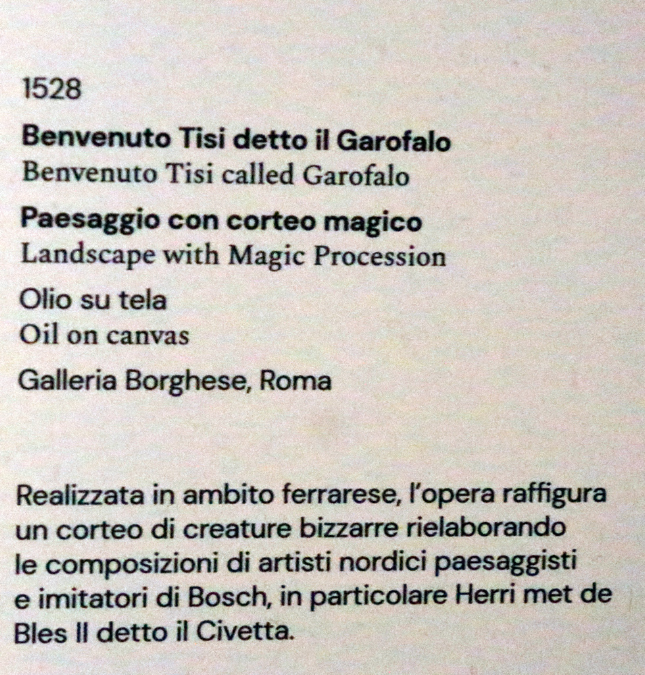 1528
Benvenuto Tisi detto il Garofalo
Benvenuto Tisi called Garofalo
Paesaggio con corteo magico
Landscape with Magic Procession
Olio su tela
Oil on canvas
Galleria Borghese, Roma
Realizzata in ambito ferrarese, l’opera raffigura
un corteo di creature bizzarre rielaborando
le composizioni di artisti nordici paesaggisti
e imitatori di Bosch, in particolare Herri met de
Bles II detto il Civetta.